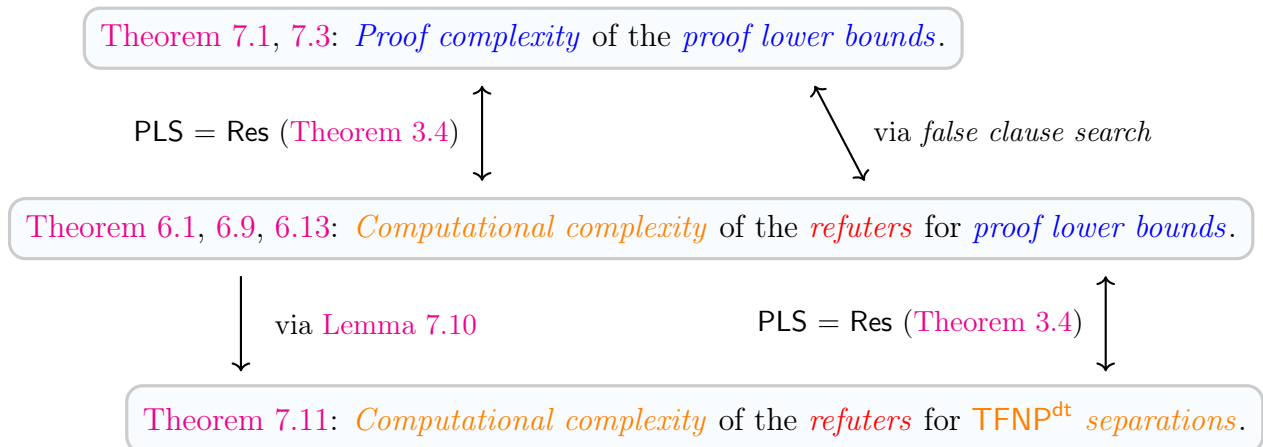 Theorem 7.1, 7.3: Proof complexity of the proof lower bounds.
PLS = Res (Theorem 3.4)
via false clause search
Theorem 6.1, 6.9, 6.13: Computational complexity of the refuters for proof lower bounds.
via Lemma 7.10
PLS = Res (Theorem 3.4)
Theorem 7.11: Computational complexity of the refuters for TFNP^dt separations.